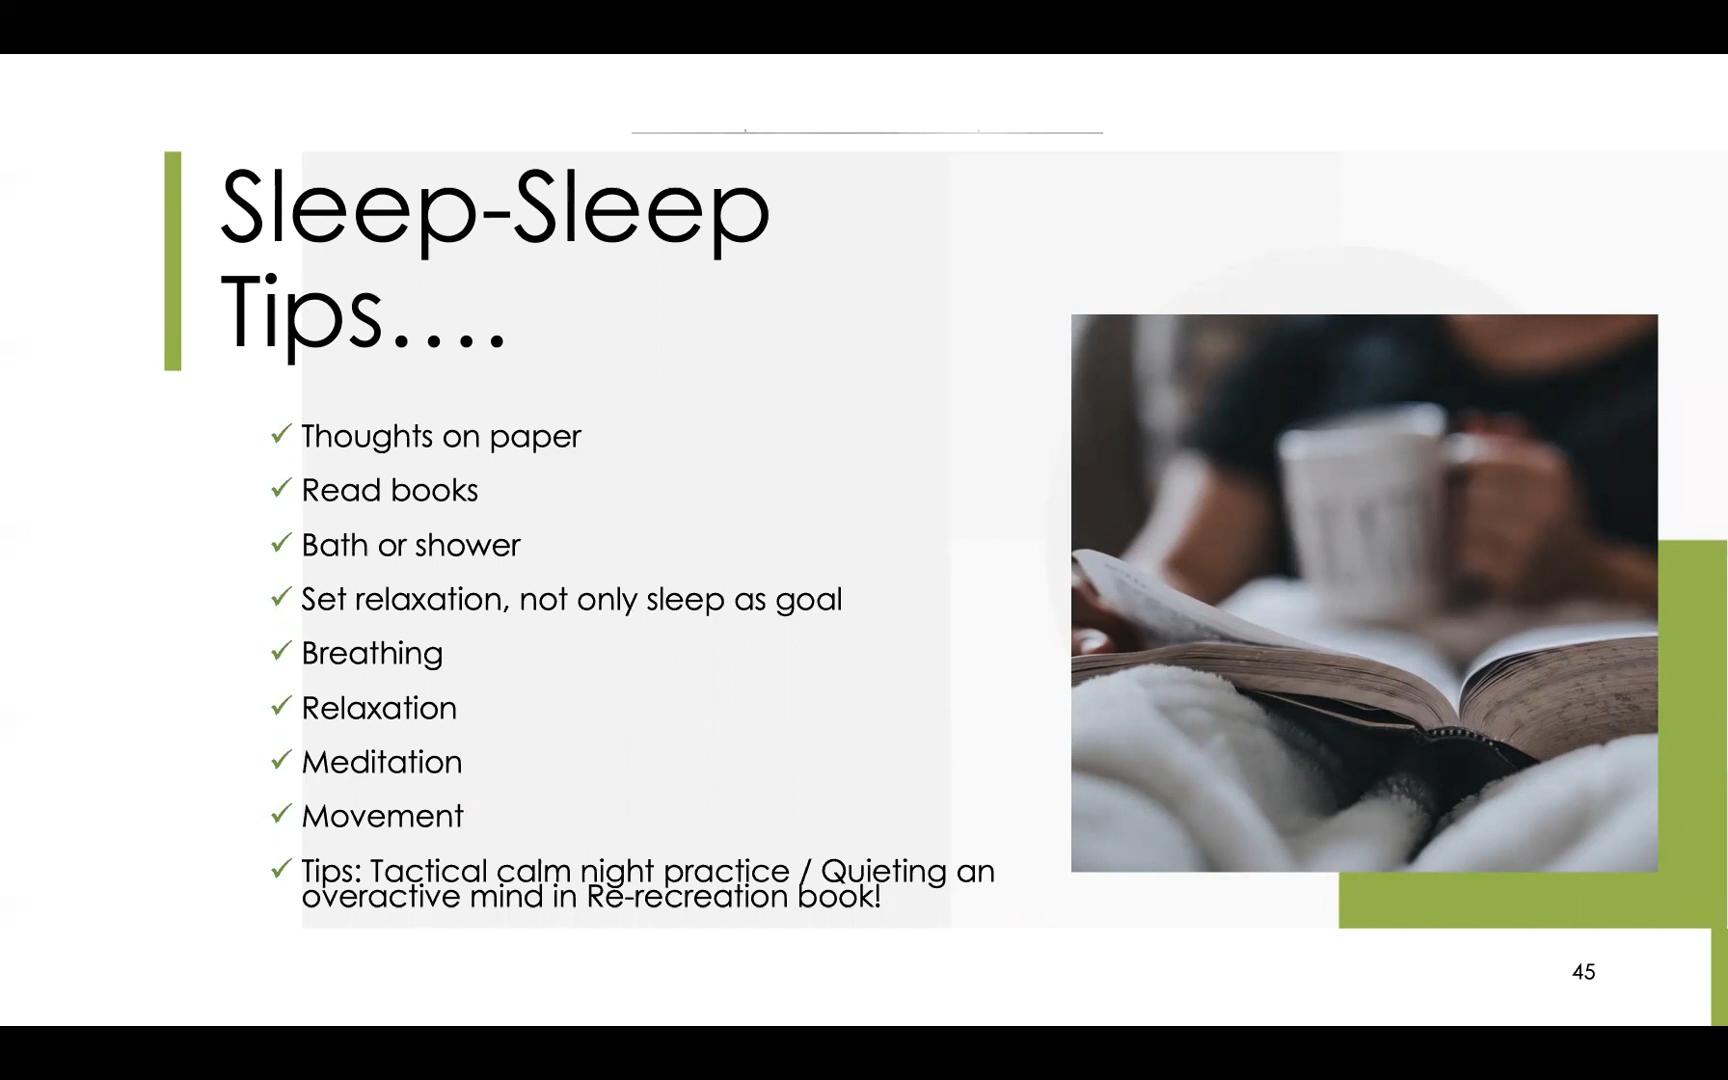 Sleep-Sleep
Tips....
Thoughts on paper
Read books
Bath or shower
Set relaxation, not only sleep as goal
Breathing
Relaxation
Meditation
Movement
Tips: Tactical calm night practice / Quieting an
overactive mind in Re-recreation book!
45